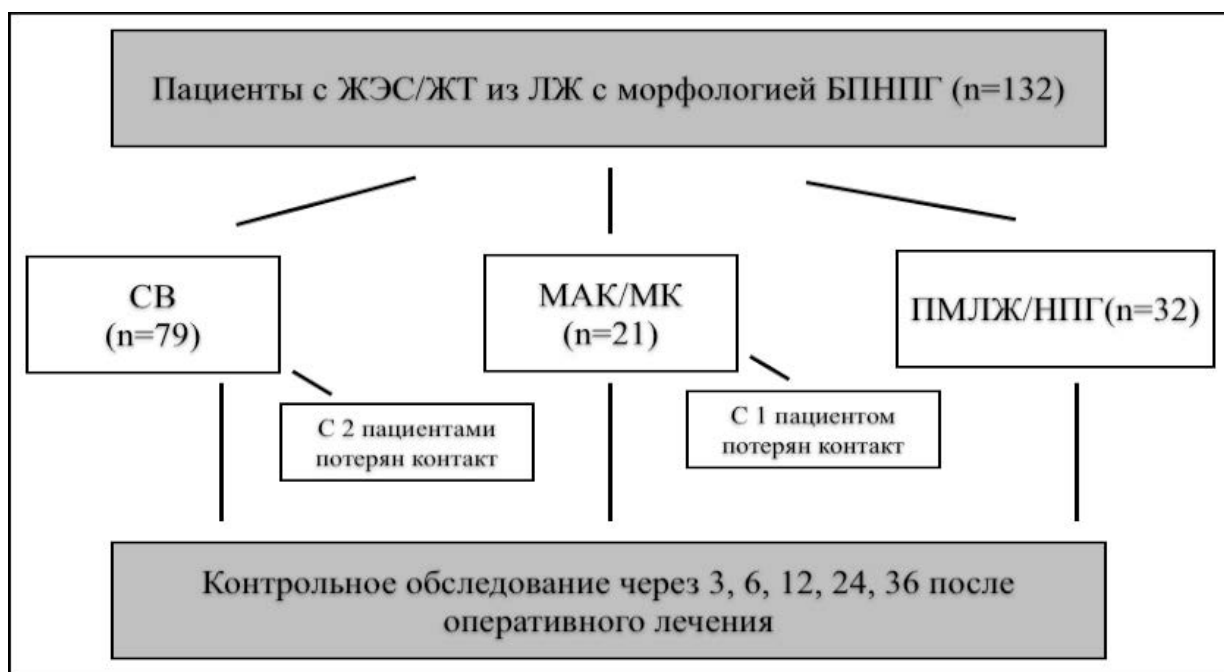 Пациенты с ЖЭС/ЖТ из ЛЖ с морфологией БПНПГ (n=132)
СВ
(n=79)
МАК/МК
(n=21)
ПМЛЖ/НПГ(n=32)
С 2 пациентами
потерян контакт
С 1 пациентом
потерян контакт
Контрольное обследование через 3, 6, 12, 24, 36 после
оперативного лечения